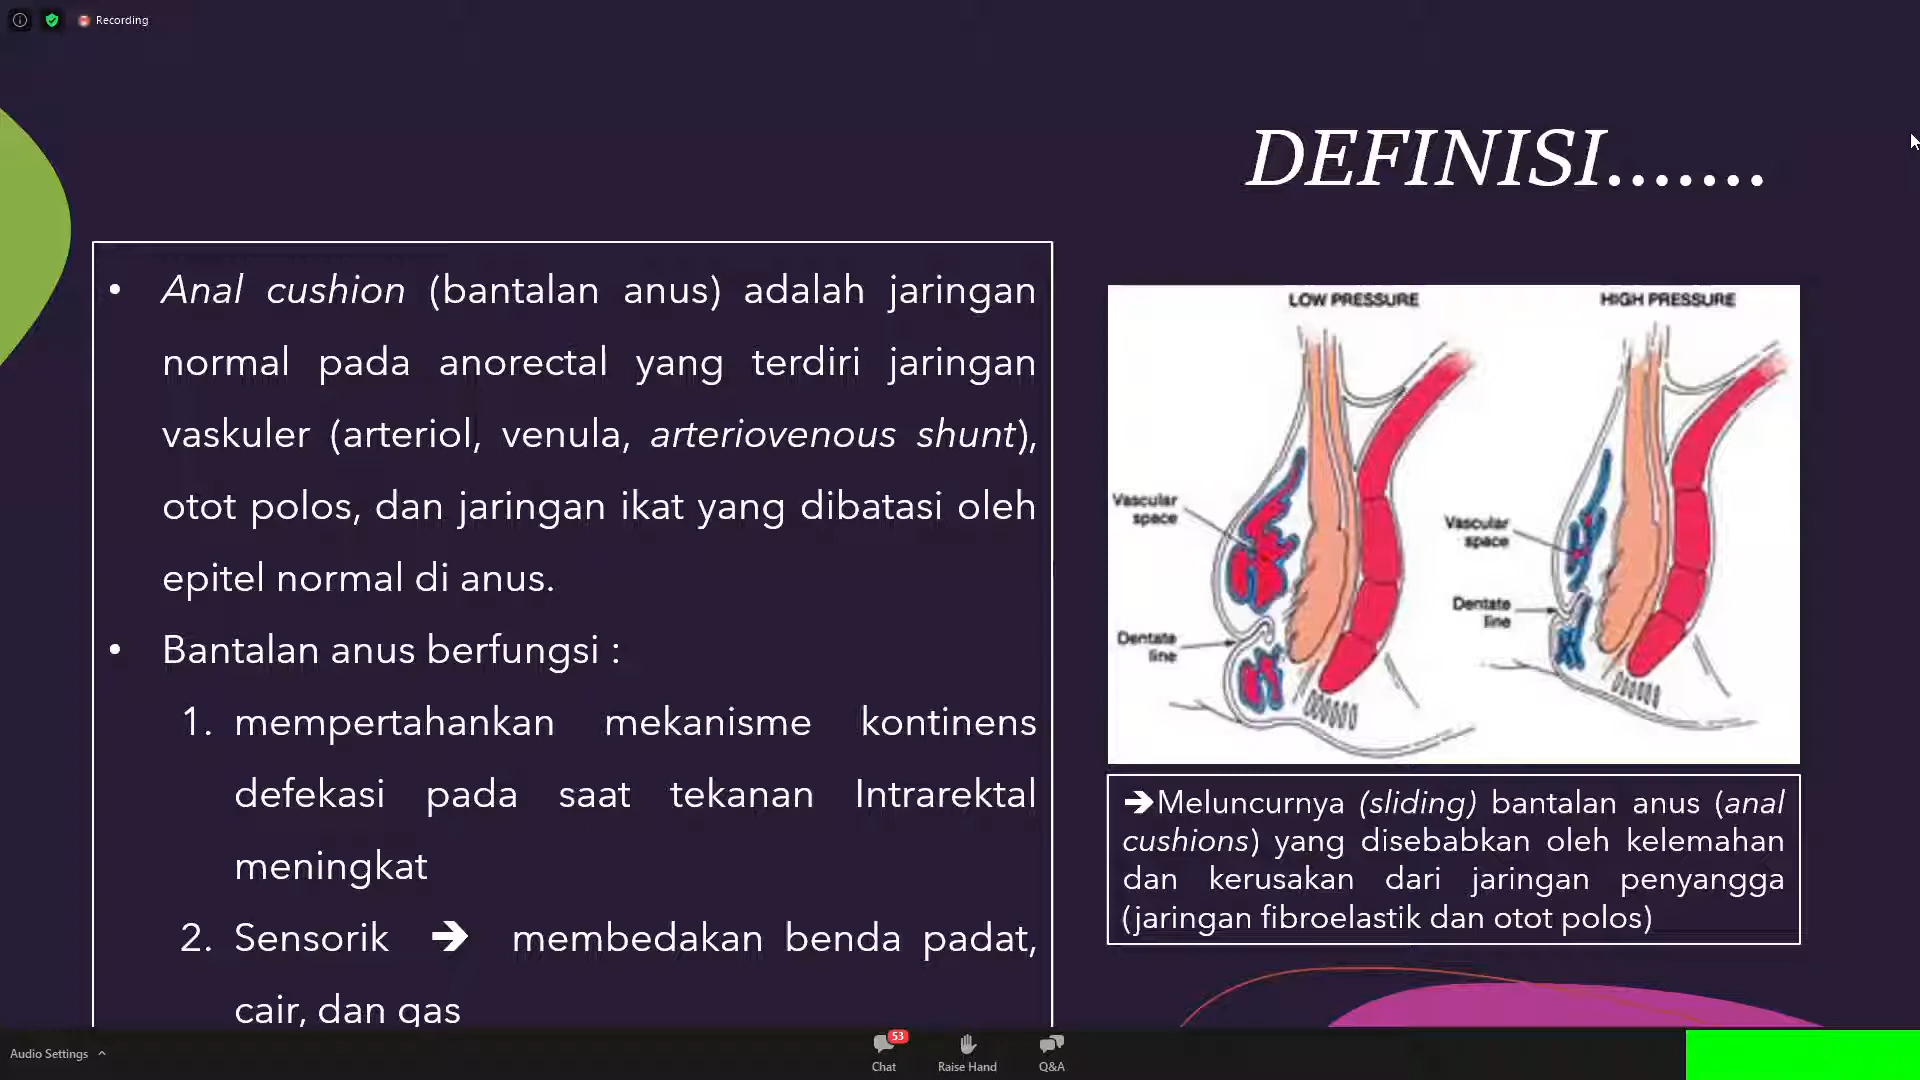 Recording
DEFINISI.......
• Anal cushion (bantalan anus) adalah jaringan
normal pada anorectal yang terdiri jaringan
vaskuler (arteriol, venula, arteriovenous shunt),
otot polos, dan jaringan ikat yang dibatasi oleh
epitel normal di anus.
• Bantalan anus berfungsi :
1. mempertahankan mekanisme kontinens
defekasi pada saat tekanan Intrarektal
meningkat
2. Sensorik ➔ membedakan benda padat,
cair, dan gas
LOW PRESSURE
HIGH PRESSURE
Vascular
space
Dentate
line
Vascular
space
Dentate
line
➔Meluncurnya (sliding) bantalan anus (anal
cushions) yang disebabkan oleh kelemahan
dan kerusakan dari jaringan penyangga
(jaringan fibroelastik dan otot polos)
Audio Settings
53
Chat
Raise Hand
Q&A